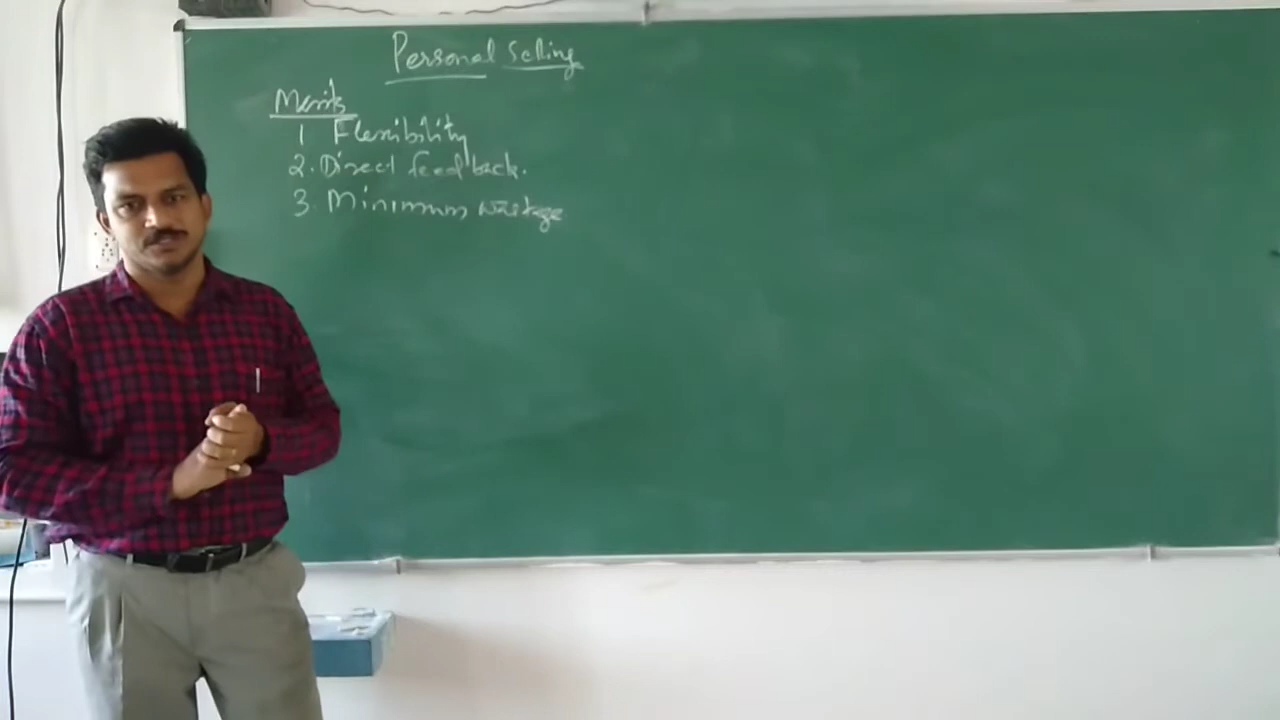 Personal Selling
Merits
1 Flexibility
2. Direct feedback.
3. Minimum wastage